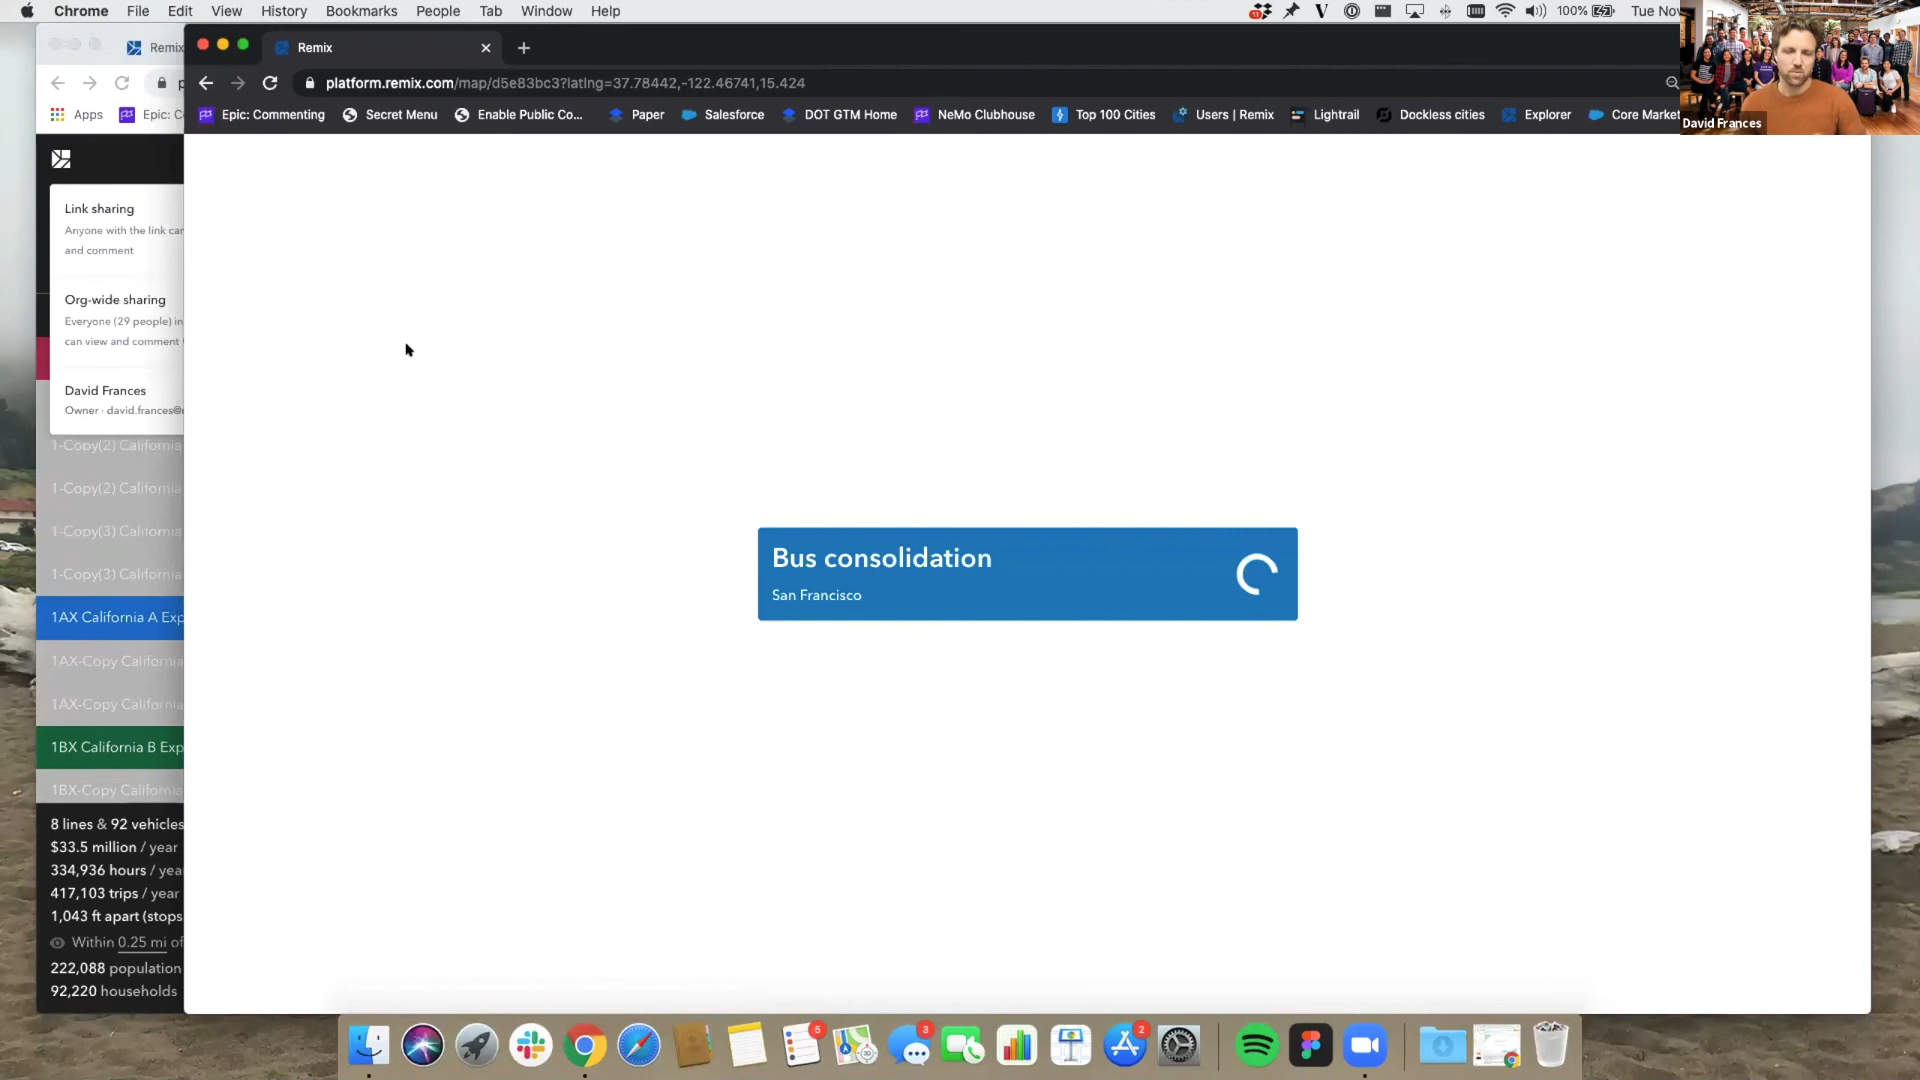 Chrome File Edit View History Bookmarks People Tab Window Help
11
100%
Tue Nov
David Frances
Remix
Remix
platform.remix.com/map/d5e83bc3?latlng=37.78442,-122.46741,15.424
Apps
Epic: C
Epic: Commenting
Secret Menu
Enable Public Co...
Paper
Salesforce
DOT GTM Home
NeMo Clubhouse
Top 100 Cities
Users | Remix
Lightrail
Dockless cities
Explorer
Core Market
Link sharing
Anyone with the link can
and comment
Org-wide sharing
Everyone (29 people) in
can view and comment
David Frances
Owner · david.frances@
1-Copy(2) California
1-Copy(2) California
1-Copy(3) California
1-Copy(3) California
1AX California A Exp
1AX-Copy California
1AX-Copy California
1BX California B Exp
1BX-Copy California
8 lines & 92 vehicles
$33.5 million / year
334,936 hours / yea
417,103 trips / year
1,043 ft apart (stops
Within 0.25 mi of
222,088 population
92,220 households
Bus consolidation
San Francisco
5
3
2